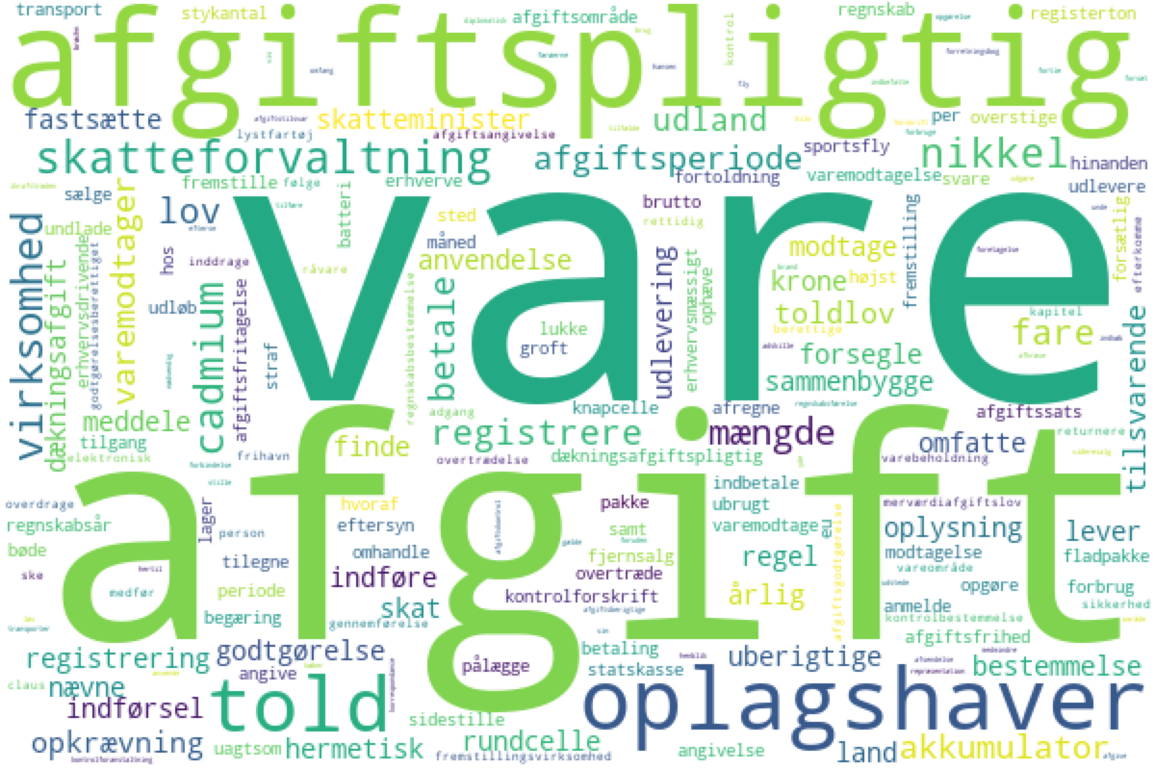 transport
stykantal
afgiftsområde
regnskab
registerton
afgiftspligtig
kontrol
fastsætte
skatteminister
udland
per
overstige
lystfartøj
afgiftsangivelse
sportsfly
skatteforvaltning
afgiftsperiode
nikkel
hinanden
fortoldning
varemodtagelse
svare
udlevere
sælge
fremstille
følge
erhverve
vare
lov
sted
brutto
rettidig
undlade
virksomhed
dækningsafgift
erhvervsdrivende
godtgørelsesberettiget
varemodtager
hos
inddrage
batteri
råvare
måned
anvendelse
modtage
fremstilling
forsætlig
efterkomme
udløb
cadmium
afgiftsfritagelse
straf
regnskabsbestemmelse
betale
lukke
groft
udlevering
erhvervsmæssigt
ophæve
krone
højst
toldlov
berettige
kapitel
fare
tilsvarende
forsegle
sammenbygge
meddele
tilgang
elektronisk
adgang
knapcelle
afregne
afgiftssats
finde
registrere
mængde
omfatte
returnere
frihavn
overtrædelse
dækningsafgiftspligtig
varebeholdning
afgift
overdrage
lager
hvoraf
pakke
indbetale
ubrugt
merværdiafgiftslov
regnskabsår
person
eftersyn
samt
varemodtage
eu
afgiftsgodtgørelse
oplysning
lever
bøde
tilegne
omhandle
fjernsalg
regel
modtagelse
fladpakke
vareområde
indføre
overtræde
medfør
periode
skat
kontrolforskrift
årlig
opgøre
forbrug
anmelde
sikkerhed
begæring
gennemførelse
kontrolbestemmelse
afgiftsfrihed
registrering
godtgørelse
pålægge
betaling
statskasse
uberigtige
bestemmelse
claus
nævne
angive
indførsel
told
oplagshaver
sidestille
opkrævning
uagtsom
hermetisk
rundcelle
fremstillingsvirksomhed
angivelse
land
akkumulator